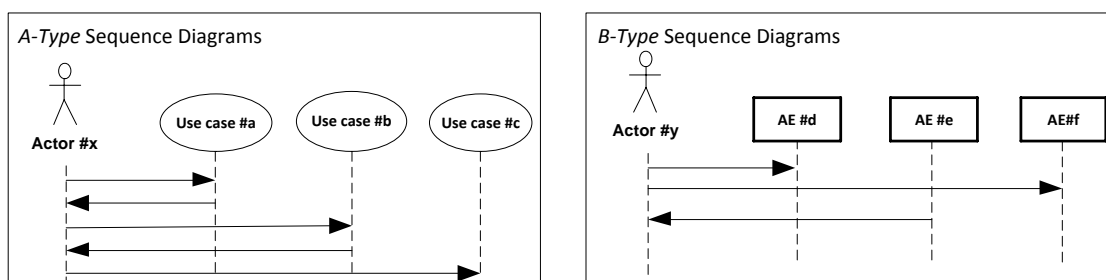 A-Type Sequence Diagrams
Actor #x
Use case #a
Use case #b
Use case #c
B-Type Sequence Diagrams
Actor #y
AE #d
AE #e
AE#f